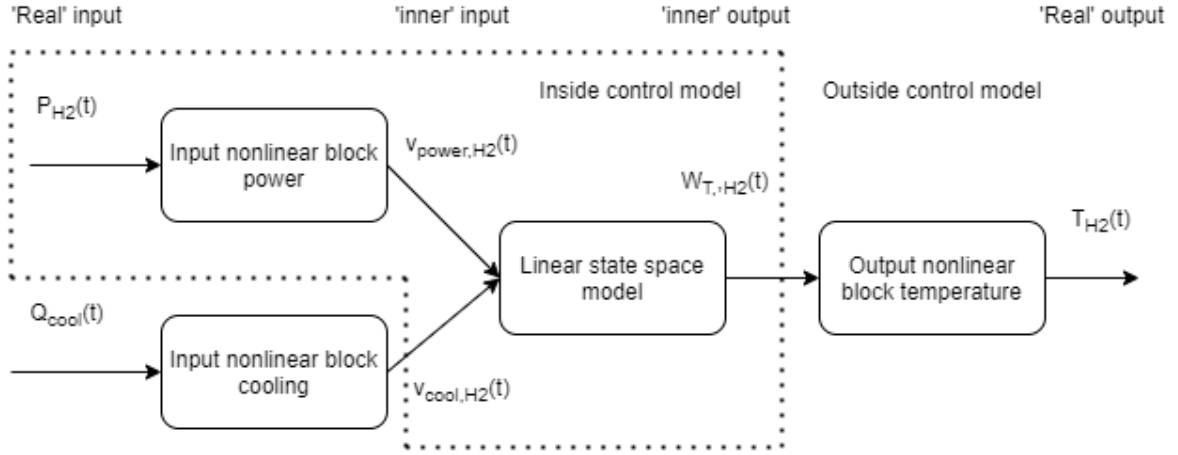 'Real' input
'inner' input
'inner' output
'Real' output
Inside control model
Outside control model
P_H2(t)
Input nonlinear block
power
v_power,H2(t)
W_T,,H2(t)
Linear state space
model
Output nonlinear
block temperature
T_H2(t)
Q_cool(t)
Input nonlinear block
cooling
v_cool,H2(t)